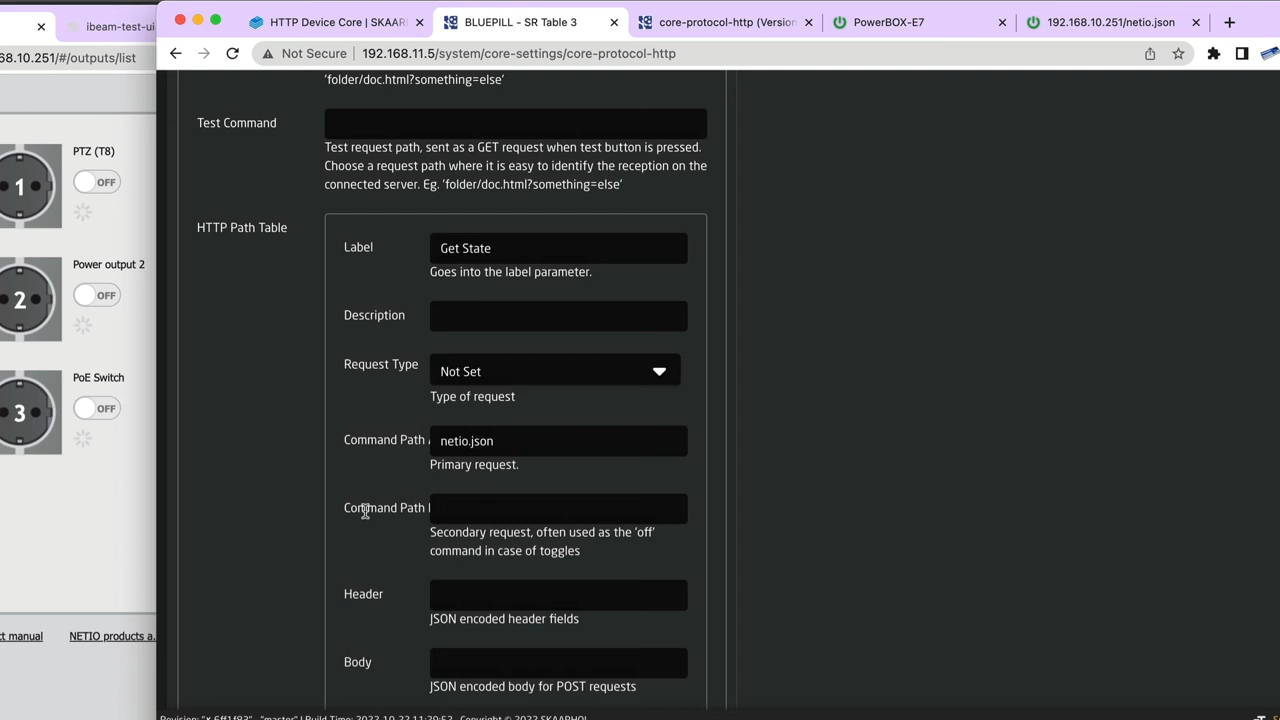 ibeam-test-ui
68.10.251/#/outputs/list
HTTP Device Core | SKAAR
BLUEPILL - SR Table 3
core-protocol-http (Version
PowerBOX-E7
192.168.10.251/netio.json
Not Secure
192.168.11.5/system/core-settings/core-protocol-http
1
PTZ (T8)
OFF
2
Power output 2
OFF
3
PoE Switch
OFF
ct manual
NETIO products a.
'folder/doc.html?something=else'
Test Command
Test request path, sent as a GET request when test button is pressed.
Choose a request path where it is easy to identify the reception on the
connected server. Eg. 'folder/doc.html?something=else'
HTTP Path Table
Label
Get State
Goes into the label parameter.
Description
Request Type
Not Set
Type of request
Command Path
netio.json
Primary request.
Command Path
Secondary request, often used as the 'off'
command in case of toggles
Header
JSON encoded header fields
Body
JSON encoded body for POST requests